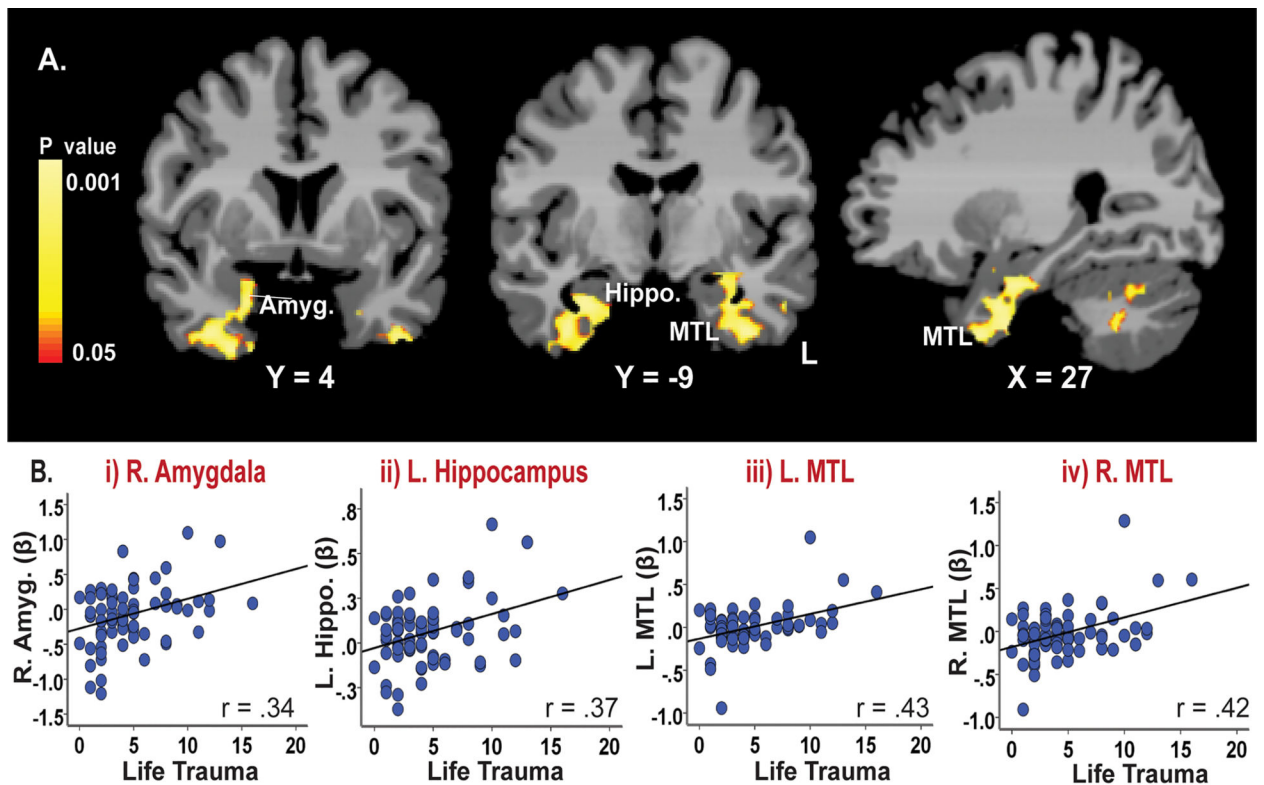 A.
P value
0.001
0.05
Amyg.
Hippo.
MTL
L
MTL
Y = 4
Y = -9
X = 27
B.
i) R. Amygdala
R. Amyg. (β)
1.5
1.0
.5
.0
-.5
-1.0
-1.5
r = .34
0 5 10 15 20
Life Trauma
ii) L. Hippocampus
L. Hippo. (β)
.8
.5
.3
.0
-.3
r = .37
0 5 10 15 20
Life Trauma
iii) L. MTL
L. MTL (β)
1.5
1.0
.5
.0
-.5
-1.0
r = .43
0 5 10 15 20
Life Trauma
iv) R. MTL
R. MTL (β)
1.5
1.0
.5
.0
-.5
-1.0
r = .42
0 5 10 15 20
Life Trauma